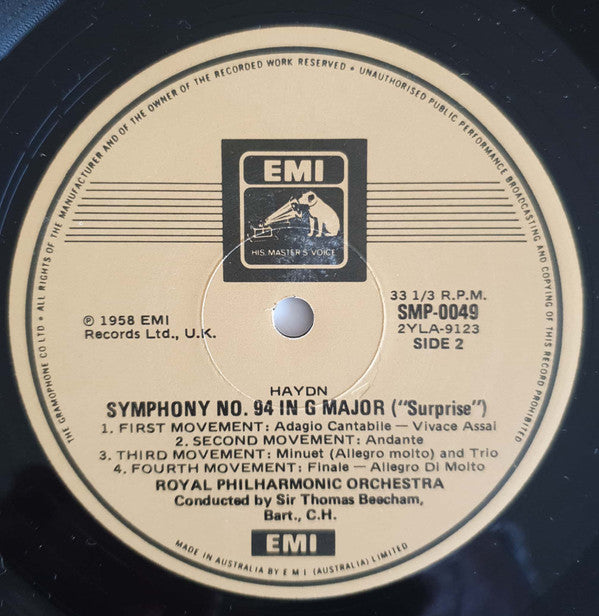 THE GRAMOPHONE CO LTD • ALL RIGHTS OF THE MANUFACTURER AND OF THE OWNER OF THE RECORDED WORK RESERVED • UNAUTHORISED PUBLIC PERFORMANCE BROADCASTING AND COPYING OF THIS RECORD PROHIBITED
EMI
HIS MASTER'S VOICE
℗ 1958 EMI
Records Ltd., U.K.
33 1/3 R.P.M.
SMP-0049
2YLA-9123
SIDE 2
HAYDN
SYMPHONY NO. 94 IN G MAJOR ("Surprise")
1. FIRST MOVEMENT: Adagio Cantabile — Vivace Assai
2. SECOND MOVEMENT: Andante
3. THIRD MOVEMENT: Minuet (Allegro molto) and Trio
4. FOURTH MOVEMENT: Finale — Allegro Di Molto
ROYAL PHILHARMONIC ORCHESTRA
Conducted by Sir Thomas Beecham,
Bart., C.H.
EMI
MADE IN AUSTRALIA BY E M I (AUSTRALIA) LIMITED